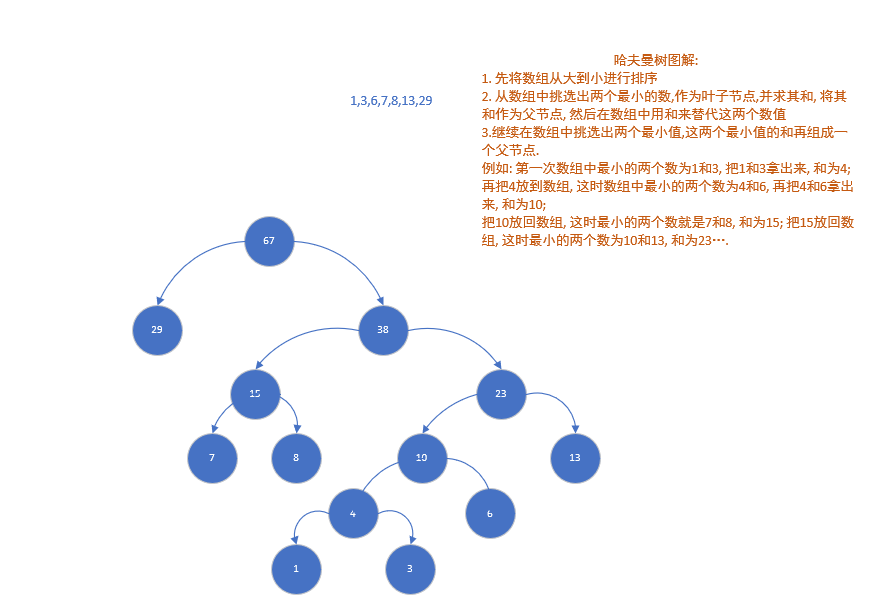 哈夫曼树图解:
1. 先将数组从大到小进行排序
2. 从数组中挑选出两个最小的数,作为叶子节点,并求其和, 将其
和作为父节点, 然后在数组中用和来替代这两个数值
3.继续在数组中挑选出两个最小值,这两个最小值的和再组成一
个父节点.
例如: 第一次数组中最小的两个数为1和3, 把1和3拿出来, 和为4;
再把4放到数组, 这时数组中最小的两个数为4和6, 再把4和6拿出
来, 和为10;
把10放回数组, 这时最小的两个数就是7和8, 和为15; 把15放回数
组, 这时最小的两个数为10和13, 和为23….
1,3,6,7,8,13,29
67
29
38
15
23
7
8
10
13
4
6
1
3